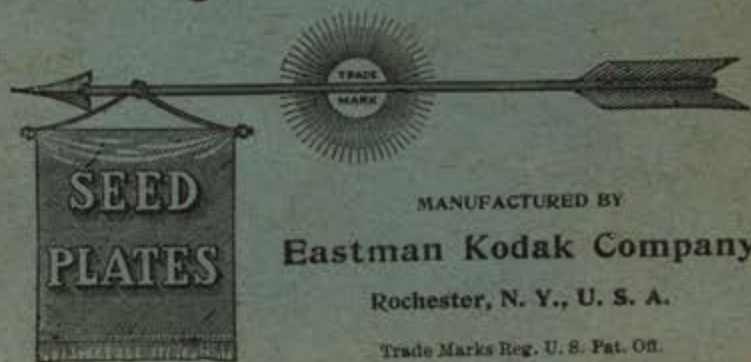 TRADE
MARK
SEED
PLATES
MANUFACTURED BY
Eastman Kodak Company
Rochester, N. Y., U. S. A.
Trade Marks Reg. U. S. Pat. Off.